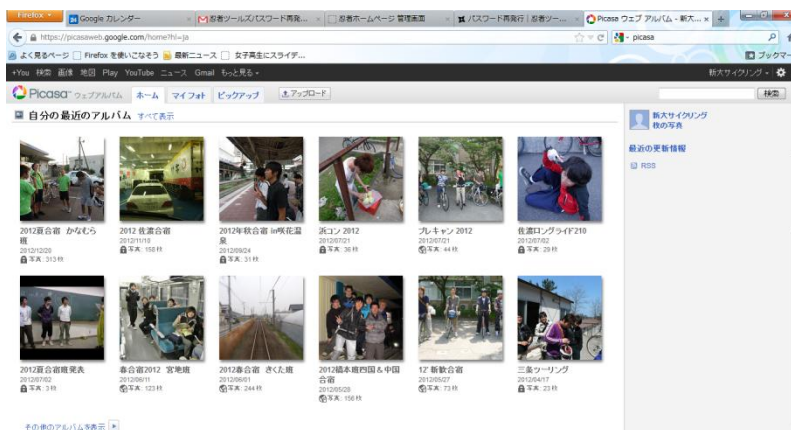 Firefox
Google カレンダー
忍者ツールズパスワード再発...
忍者ホームページ 管理画面
パスワード再発行｜忍者ツー...
Picasa ウェブ アルバム - 新大...
https://picasaweb.google.com/home?hl=ja
picasa
よく見るページ Firefox を使いこなそう 最新ニュース 女子高生にスライデ...
ブックマー
+You 検索 画像 地図 Play YouTube ニュース Gmail もっと見る
新大サイクリング
Picasa ウェブアルバム ホーム マイフォト ピックアップ アップロード
検索
自分の最近のアルバム すべて表示
新大サイクリング
枚の写真
最近の更新情報
RSS
2012夏合宿 かなむら班
2012/12/20
写真: 313 枚
2012 佐渡合宿
2012/11/18
写真: 158 枚
2012年秋合宿 in咲花温泉
2012/09/24
写真: 31 枚
浜コン 2012
2012/07/21
写真: 36 枚
プレキャン 2012
2012/07/21
写真: 44 枚
佐渡ロングライド210
2012/07/02
写真: 29 枚
2012夏合宿班発表
2012/07/02
写真: 3 枚
春合宿2012 宮地班
2012/06/11
写真: 123 枚
2012春合宿 きくた班
2012/06/01
写真: 244 枚
2012橋本班四国＆中国合宿
2012/05/28
写真: 156 枚
12' 新歓合宿
2012/05/27
写真: 73 枚
三条ツーリング
2012/04/17
写真: 23 枚
その他のアルバムを表示